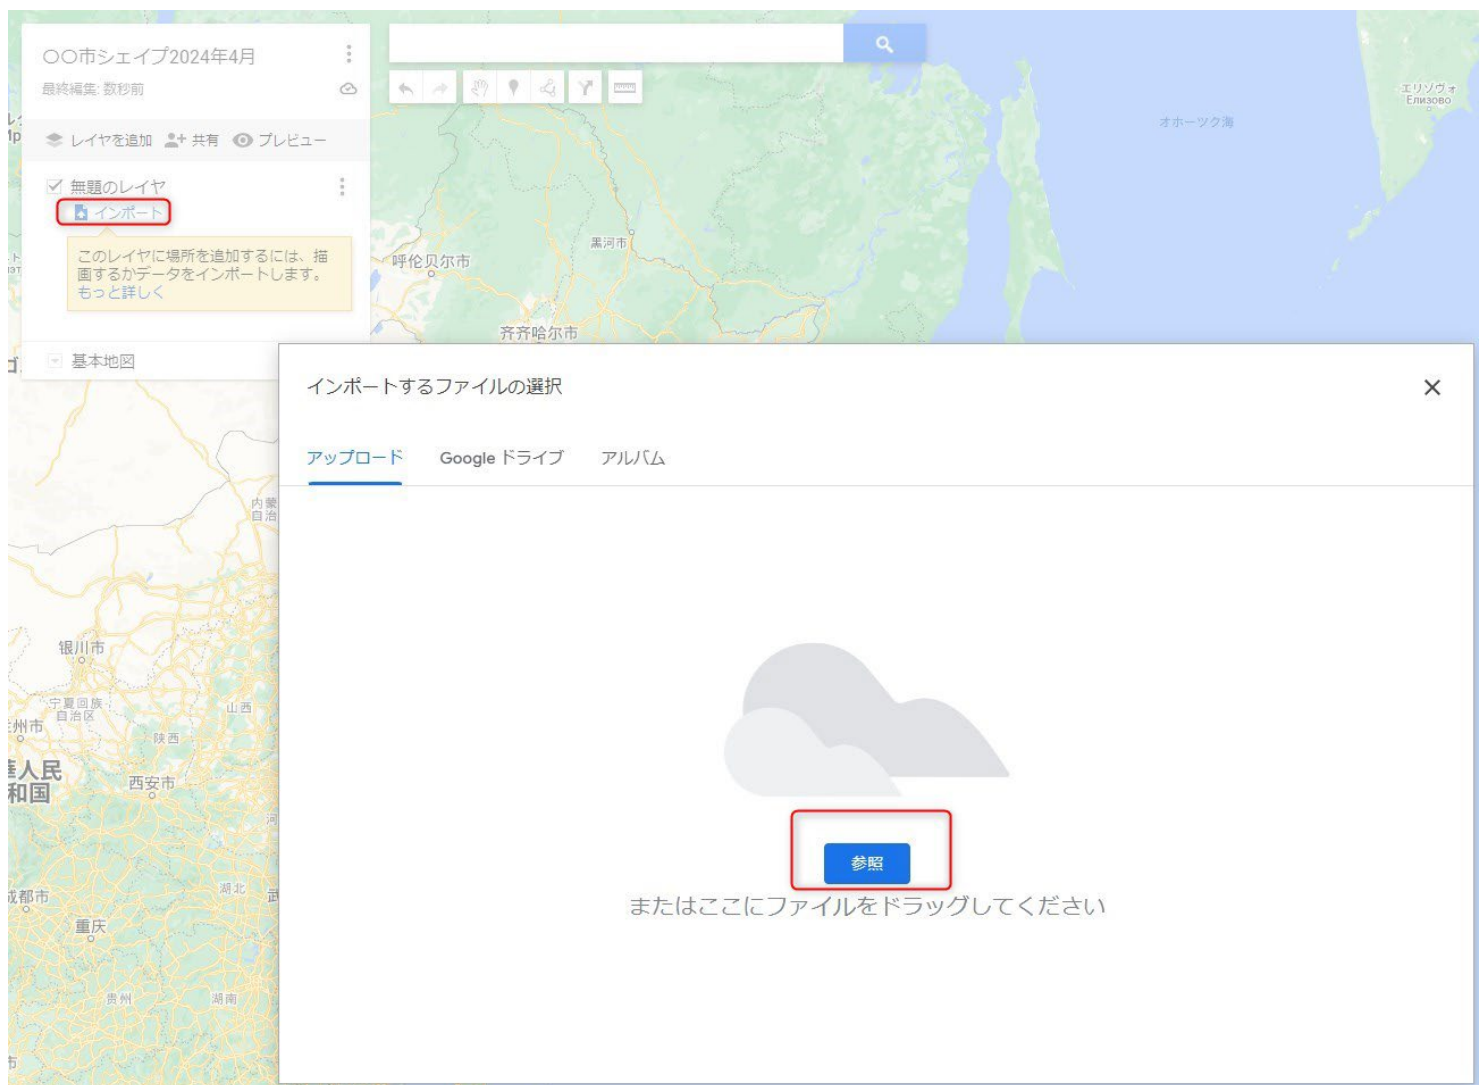 〇〇市シェイプ2024年4月
最終編集: 数秒前
レイヤを追加 共有 プレビュー
無題のレイヤ
インポート
このレイヤに場所を追加するには、描
画するかデータをインポートします。
もっと詳しく
基本地図
エリゾヴォ
Елизово
オホーツク海
黒河市
呼伦贝尔市
齐齐哈尔市
インポートするファイルの選択
アップロード Google ドライブ アルバム
参照
またはここにファイルをドラッグしてください
内蒙
自治
银川市
宁夏回族
自治区
山西
州市
陕西
人民
和国
西安市
河
成都市
湖北
武
重庆
贵州
湖南
市